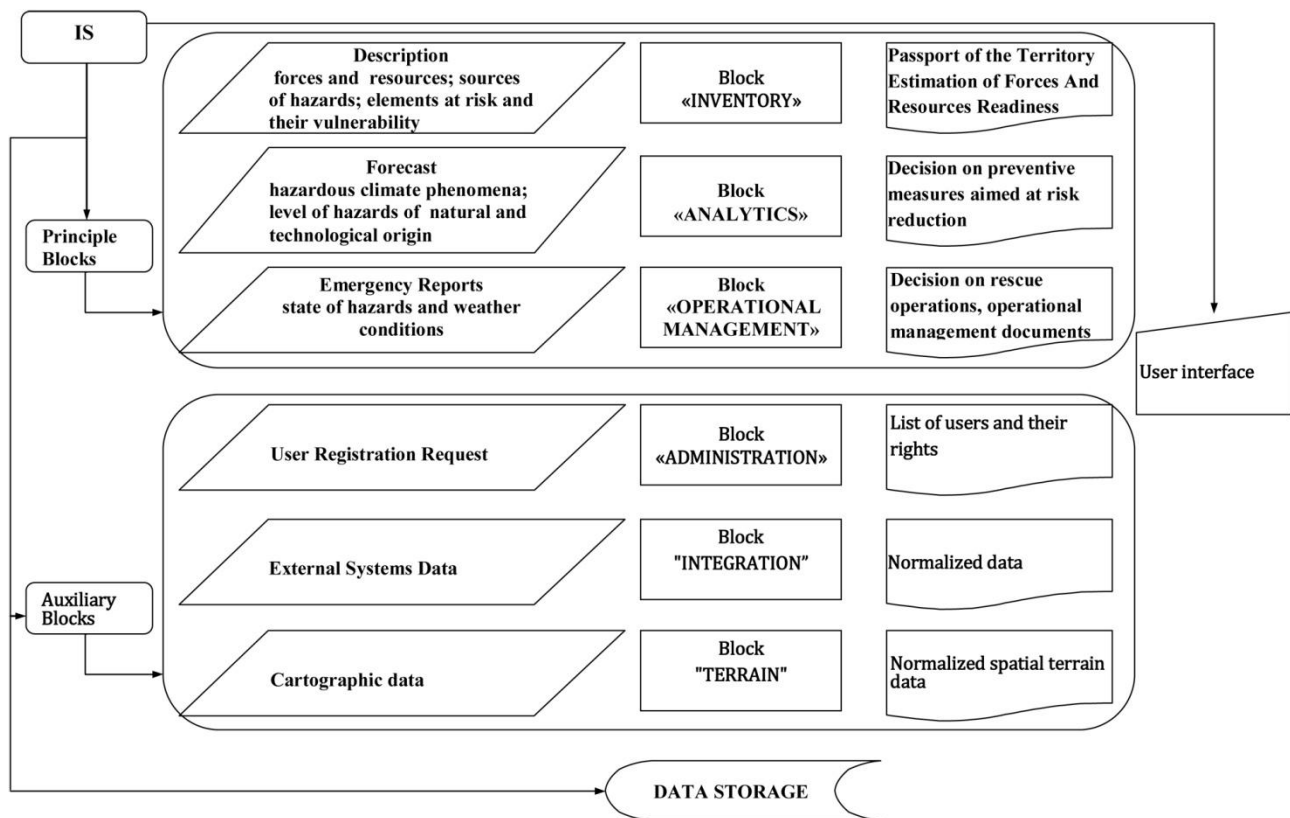 IS
Description
forces and resources; sources
of hazards; elements at risk and
their vulnerability
Block
«INVENTORY»
Passport of the Territory
Estimation of Forces And
Resources Readiness
Forecast
hazardous climate phenomena;
level of hazards of natural and
technological origin
Block
«ANALYTICS»
Decision on preventive
measures aimed at risk
reduction
Principle
Blocks
Emergency Reports
state of hazards and weather
conditions
Block
«OPERATIONAL
MANAGEMENT»
Decision on rescue
operations, operational
management documents
User interface
User Registration Request
Block
«ADMINISTRATION»
List of users and their
rights
External Systems Data
Block
"INTEGRATION”
Normalized data
Auxiliary
Blocks
Cartographic data
Block
"TERRAIN"
Normalized spatial terrain
data
DATA STORAGE